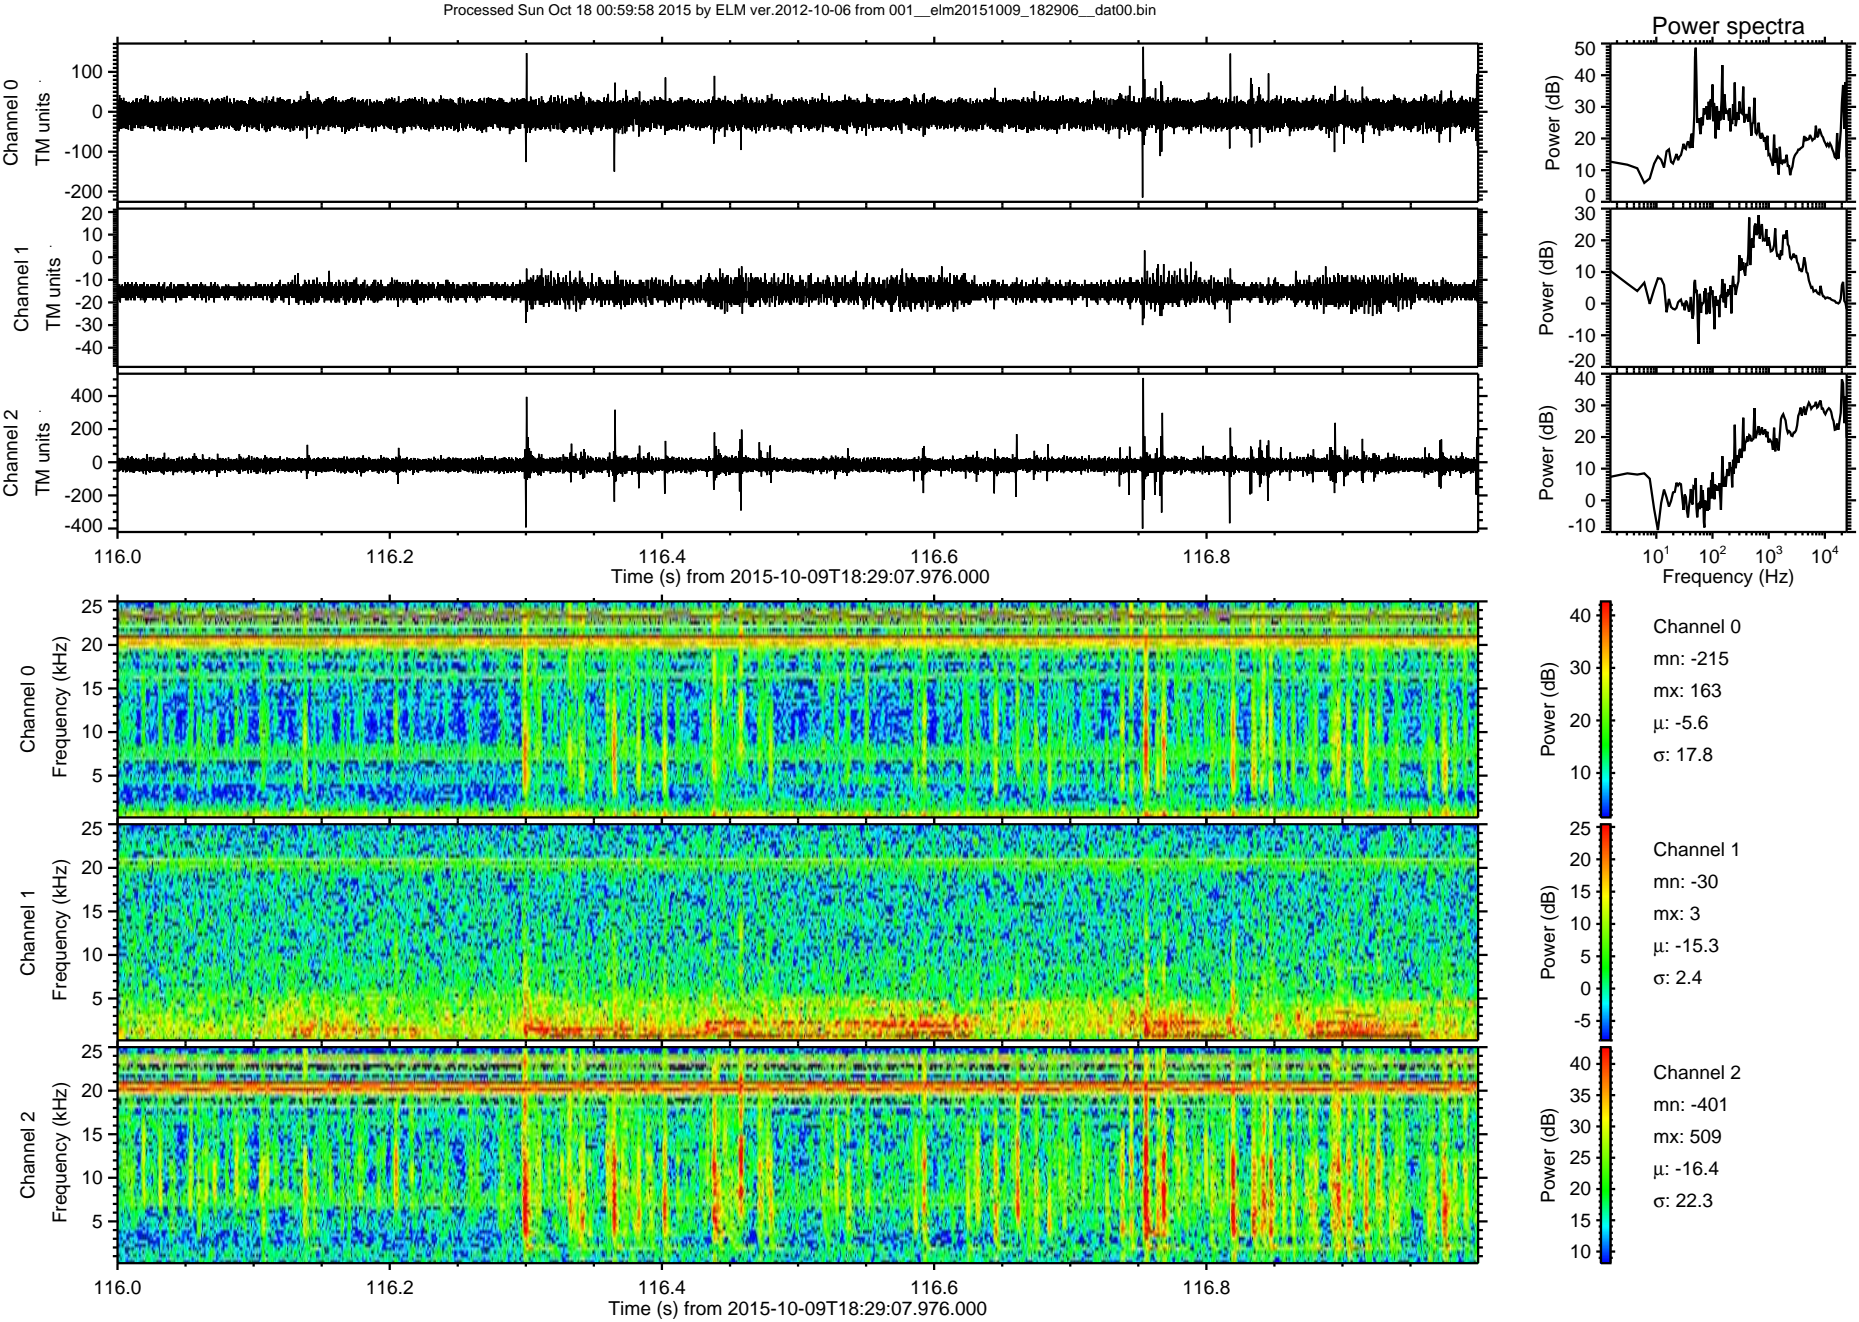 Processed Sun Oct 18 00:59:58 2015 by ELM ver.2012-10-06 from 001__elm20151009_182906__dat00.bin
Power spectra
Channel 0
TM units
100
0
-100
-200
Power (dB)
50
40
30
20
10
0
Channel 1
TM units
20
10
0
-10
-20
-30
-40
Power (dB)
30
20
10
0
-10
-20
Channel 2
TM units
400
200
0
-200
-400
Power (dB)
40
30
20
10
0
-10
116.0 116.2 116.4 116.6 116.8
Time (s) from 2015-10-09T18:29:07.976.000
10¹ 10² 10³ 10⁴
Frequency (Hz)
Channel 0
Frequency (kHz)
25
20
15
10
5
Power (dB)
40
30
20
10
Channel 0
mn: -215
mx: 163
μ: -5.6
σ: 17.8
Channel 1
Frequency (kHz)
25
20
15
10
5
Power (dB)
25
20
15
10
5
0
-5
Channel 1
mn: -30
mx: 3
μ: -15.3
σ: 2.4
Channel 2
Frequency (kHz)
25
20
15
10
5
Power (dB)
40
35
30
25
20
15
10
Channel 2
mn: -401
mx: 509
μ: -16.4
σ: 22.3
116.0 116.2 116.4 116.6 116.8
Time (s) from 2015-10-09T18:29:07.976.000